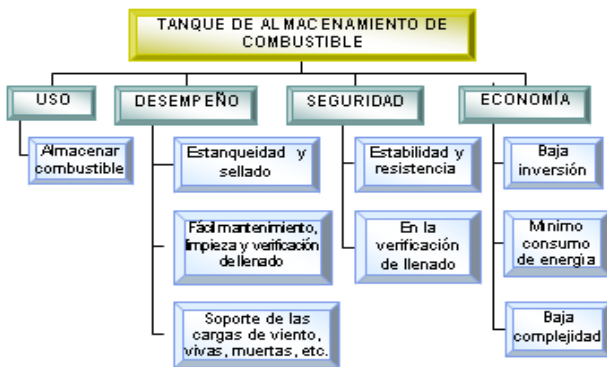 TANQUE DE ALMACENAMIENTO DE
COMBUSTIBLE
USO
DESEMPEÑO
SEGURIDAD
ECONOMÍA
Almacenar
combustible
Estanqueidad y
sellado
Fácil mantenimiento,
limpieza y verificación
de llenado
Soporte de las
cargas de viento,
vivas, muertas, etc.
Estabilidad y
resistencia
En la
verificación
de llenado
Baja
inversión
Minimo
consumo
de energìa
Baja
complejidad